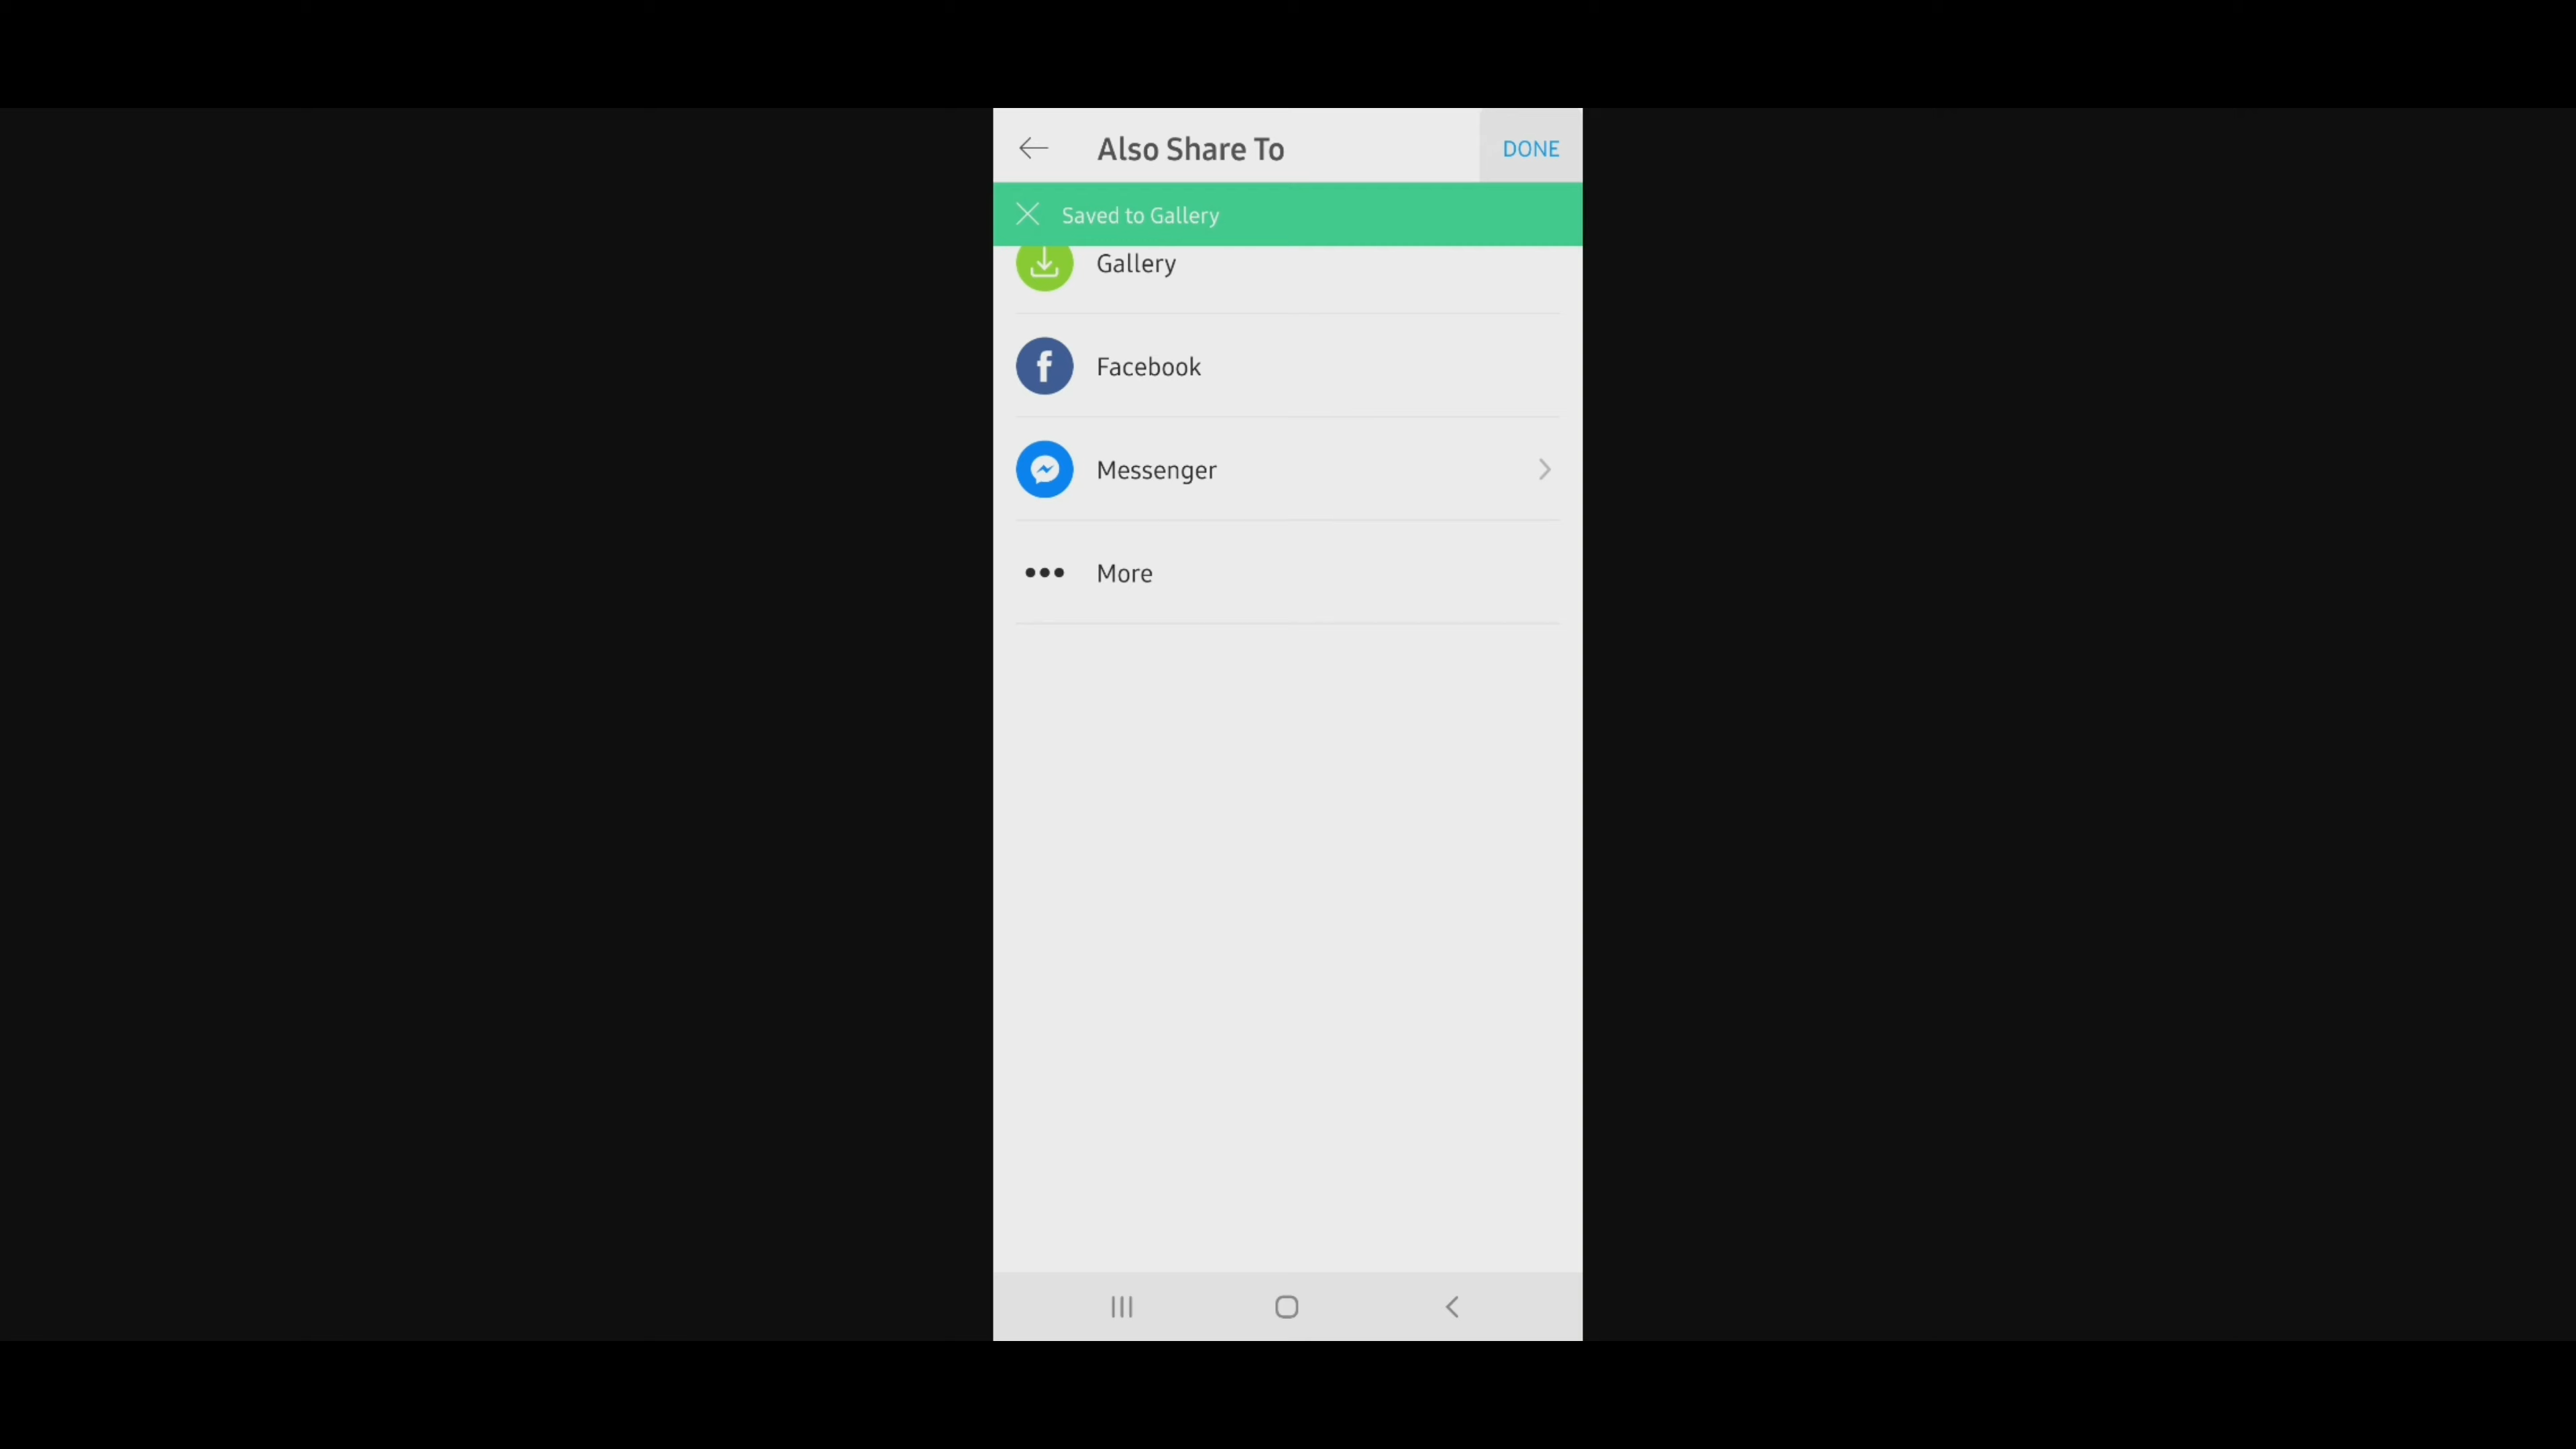 Also Share To
DONE
Saved to Gallery
Gallery
Facebook
Messenger
More